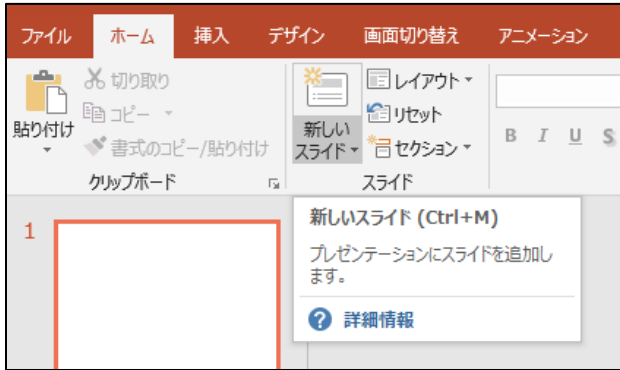 ファイル ホーム 挿入 デザイン 画面切り替え アニメーション
切り取り
コピー
書式のコピー/貼り付け
貼り付け
クリップボード
新しい
スライド
レイアウト
リセット
セクション
スライド
B I U S
1
新しいスライド (Ctrl+M)
プレゼンテーションにスライドを追加し
ます。
? 詳細情報